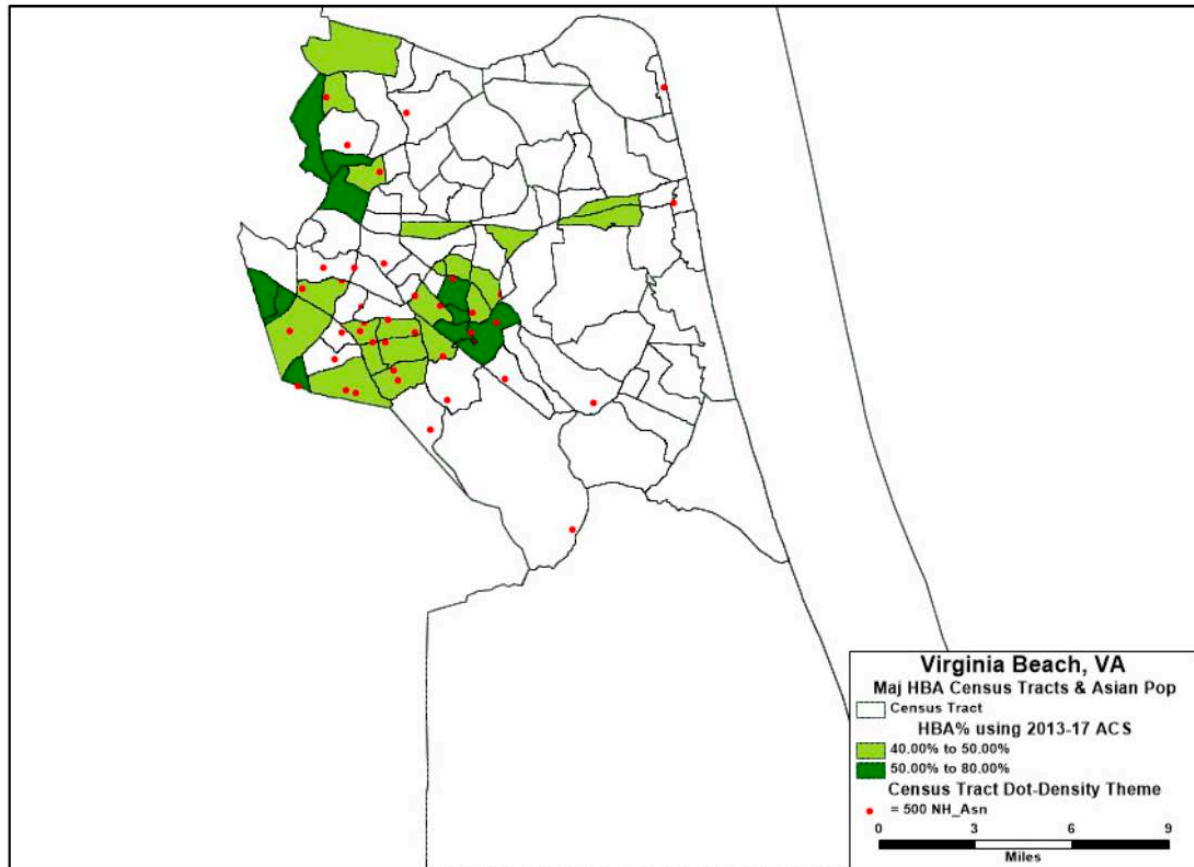 Virginia Beach, VA
Maj HBA Census Tracts & Asian Pop
Census Tract
HBA% using 2013-17 ACS
40.00% to 50.00%
50.00% to 80.00%
Census Tract Dot-Density Theme
= 500 NH_Asn
0 3 6 9
Miles